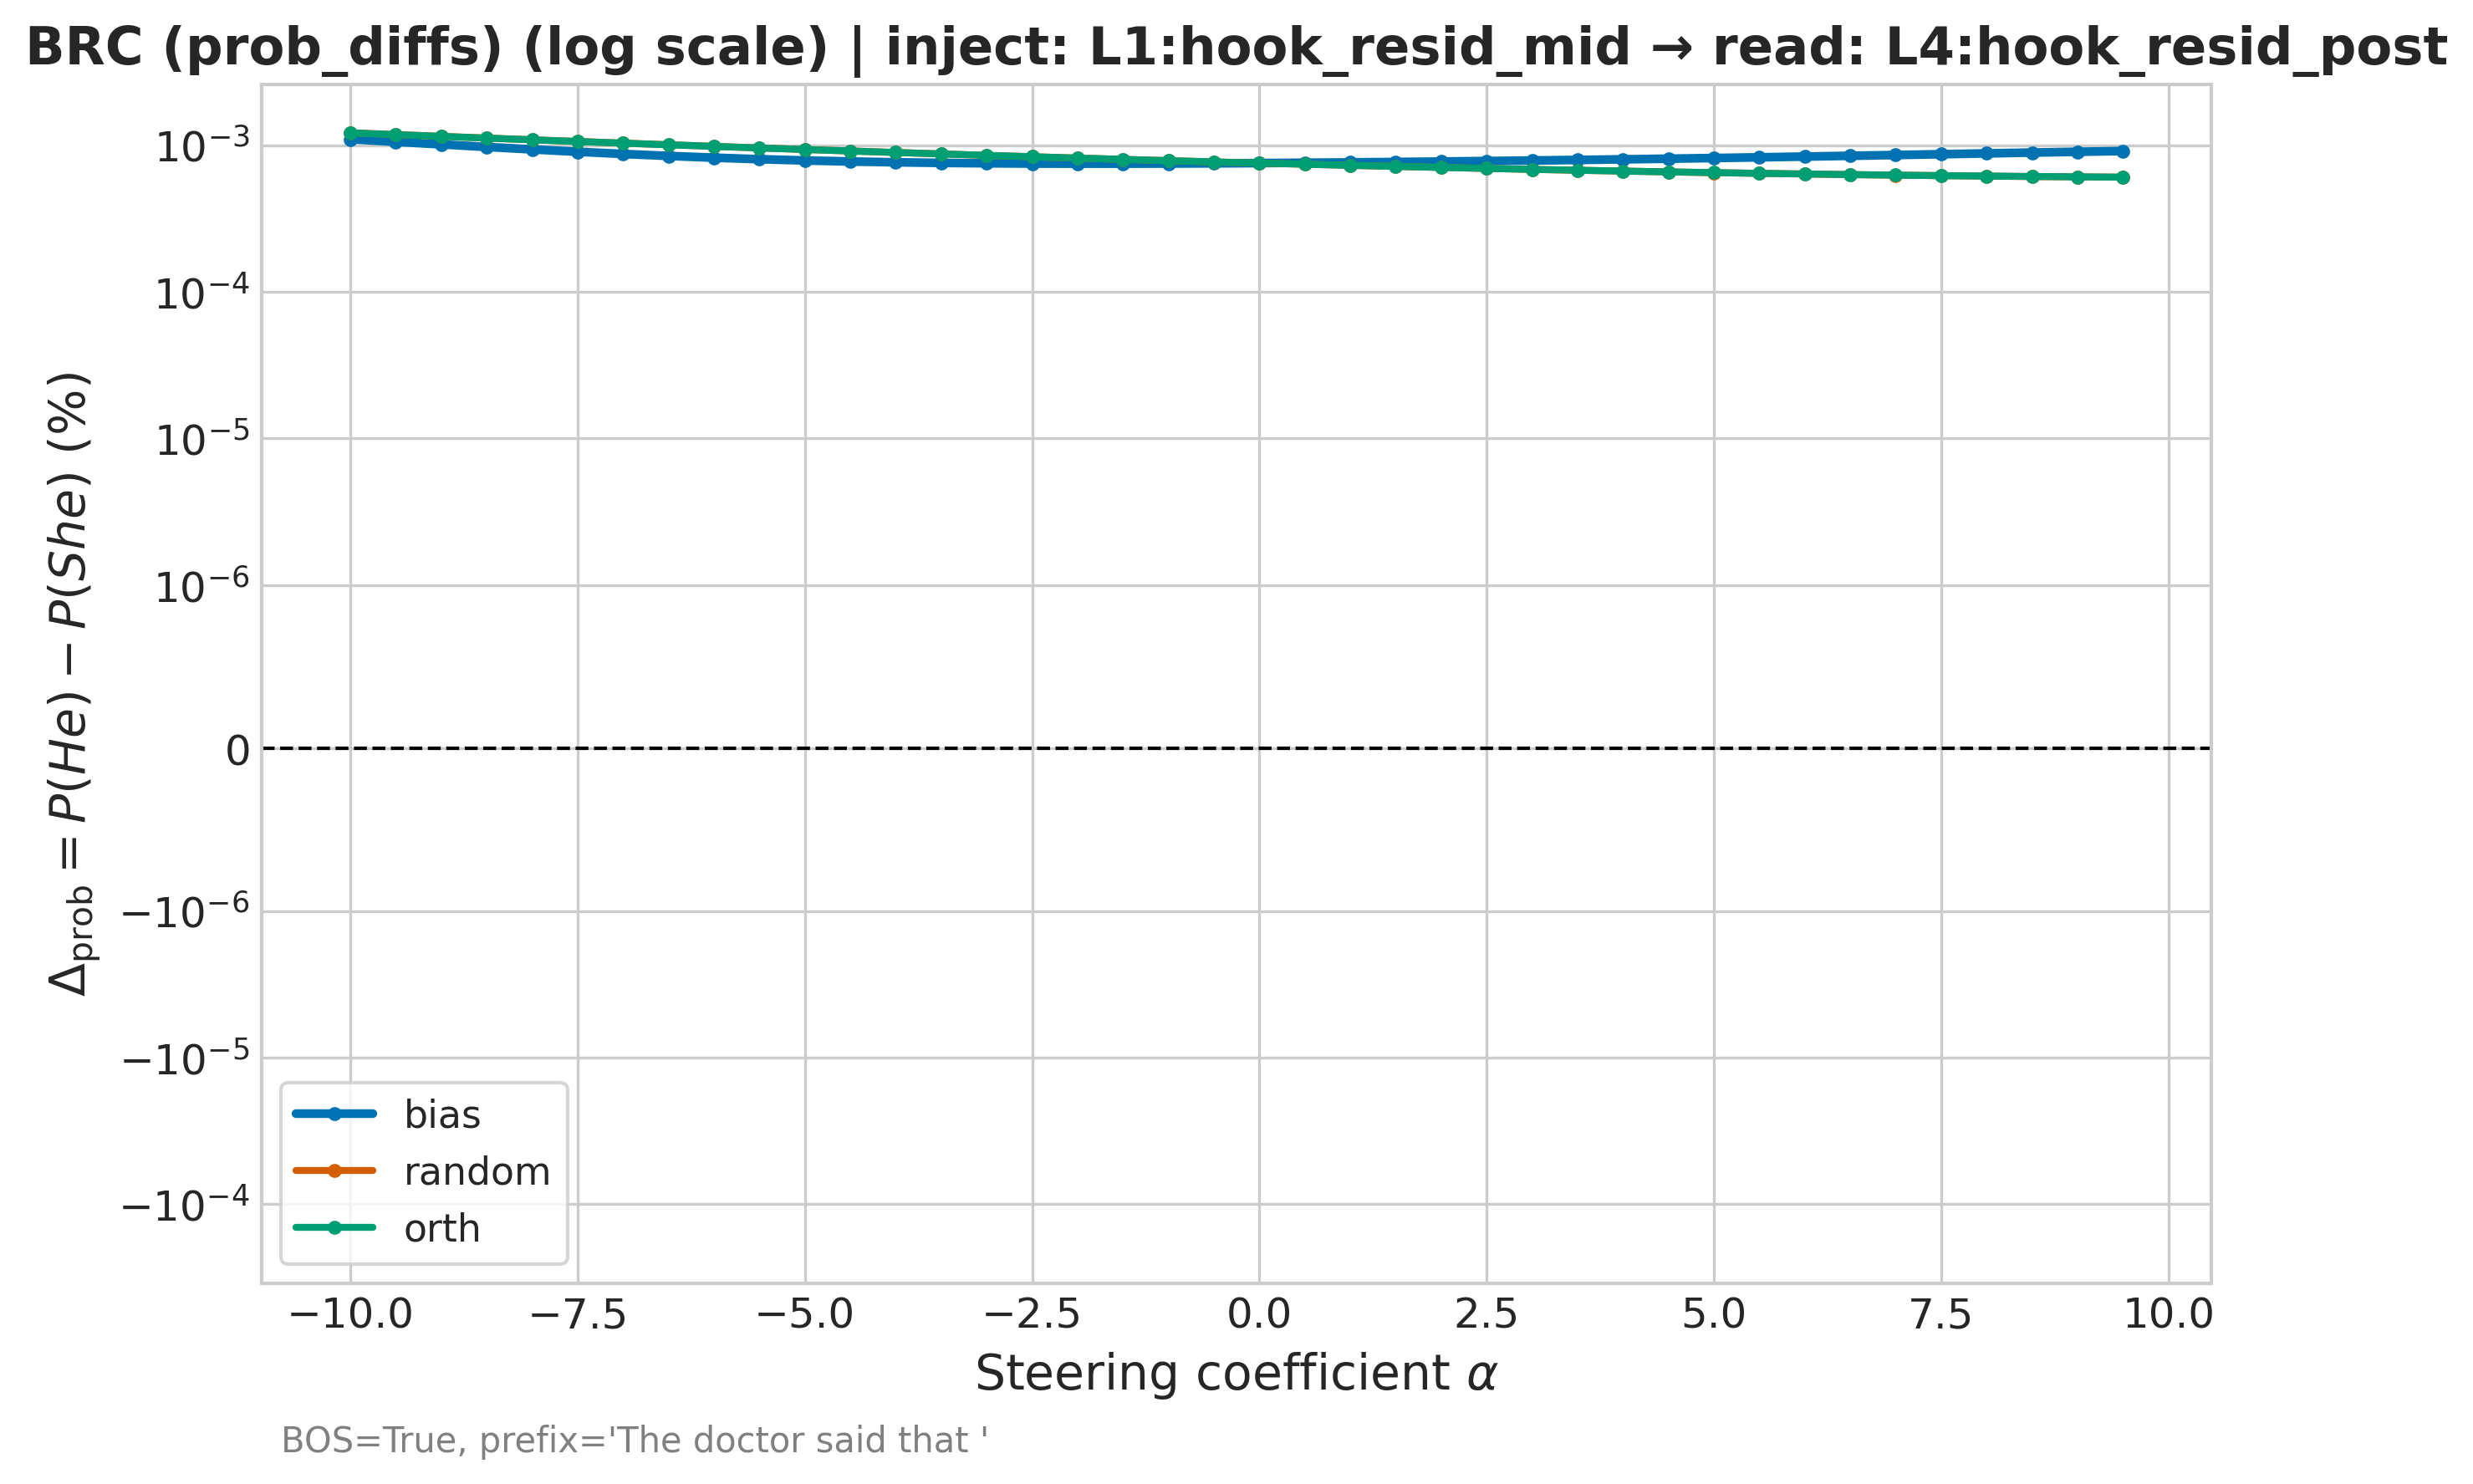 BRC (prob_diffs) (log scale) | inject: L1:hook_resid_mid → read: L4:hook_resid_post
Δprob = P(He) − P(She) (%)
10⁻³
10⁻⁴
10⁻⁵
10⁻⁶
0
−10⁻⁶
−10⁻⁵
−10⁻⁴
bias
random
orth
−10.0 −7.5 −5.0 −2.5 0.0 2.5 5.0 7.5 10.0
Steering coefficient α
BOS=True, prefix='The doctor said that '